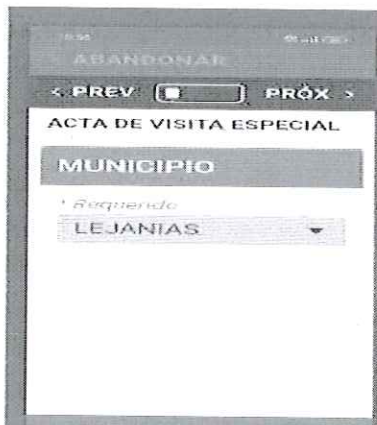 ABANDONAR
< PREV PRÓX >
ACTA DE VISITA ESPECIAL
MUNICIPIO
* Requerido
LEJANIAS